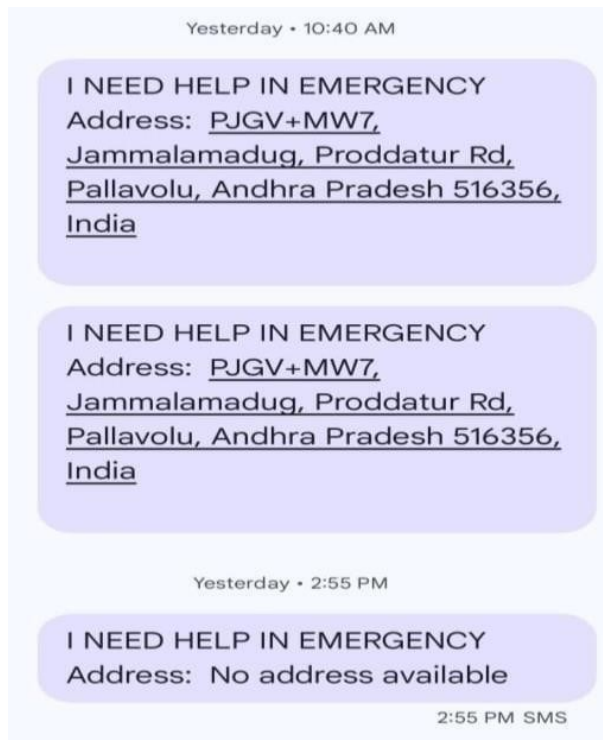 Yesterday • 10:40 AM
I NEED HELP IN EMERGENCY
Address: PJGV+MW7,
Jammalamadug, Proddatur Rd,
Pallavolu, Andhra Pradesh 516356,
India
I NEED HELP IN EMERGENCY
Address: PJGV+MW7,
Jammalamadug, Proddatur Rd,
Pallavolu, Andhra Pradesh 516356,
India
Yesterday • 2:55 PM
I NEED HELP IN EMERGENCY
Address: No address available
2:55 PM SMS